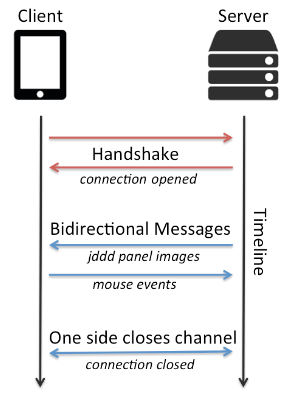 Client
Server
Handshake
connection opened
Bidirectional Messages
jddd panel images
mouse events
One side closes channel
connection closed
Timeline